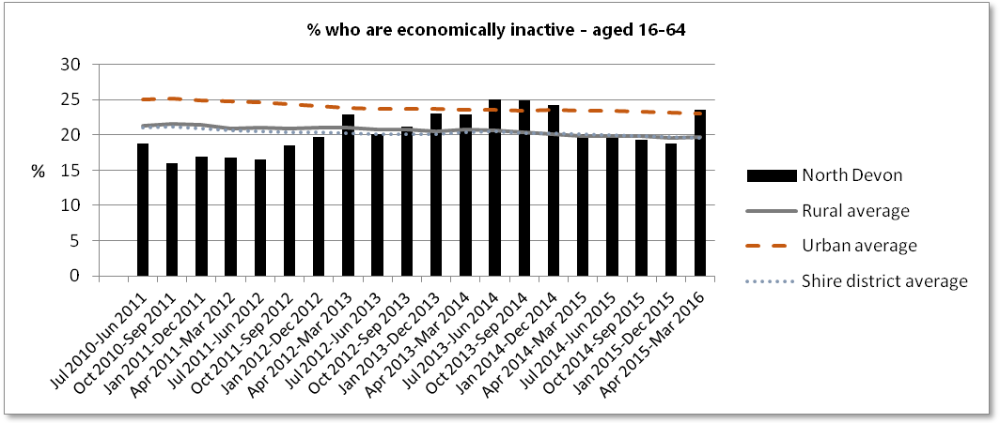 % who are economically inactive - aged 16-64
30
25
20
15
10
5
0
%
Jul 2010-Jun 2011
Oct 2010-Sep 2011
Jan 2011-Dec 2011
Apr 2011-Mar 2012
Jul 2011-Jun 2012
Oct 2011-Sep 2012
Jan 2012-Dec 2012
Apr 2012-Mar 2013
Jul 2012-Jun 2013
Oct 2012-Sep 2013
Jan 2013-Dec 2013
Apr 2013-Mar 2014
Jul 2013-Jun 2014
Oct 2013-Sep 2014
Jan 2014-Dec 2014
Apr 2014-Mar 2015
Jul 2014-Jun 2015
Oct 2014-Sep 2015
Jan 2015-Dec 2015
Apr 2015-Mar 2016
North Devon
Rural average
Urban average
Shire district average